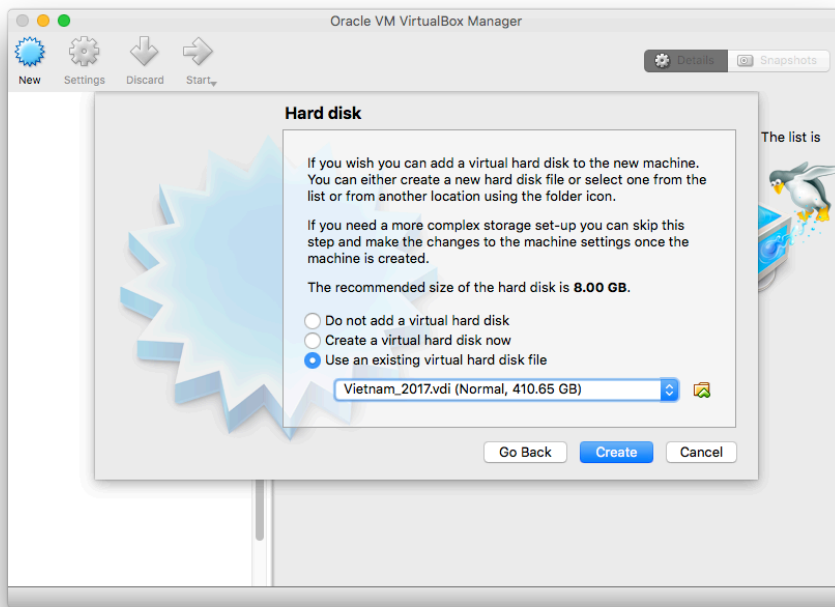 Oracle VM VirtualBox Manager
New
Settings
Discard
Start
Details
Snapshots
Hard disk
The list is
If you wish you can add a virtual hard disk to the new machine.
You can either create a new hard disk file or select one from the
list or from another location using the folder icon.
If you need a more complex storage set-up you can skip this
step and make the changes to the machine settings once the
machine is created.
The recommended size of the hard disk is 8.00 GB.
Do not add a virtual hard disk
Create a virtual hard disk now
Use an existing virtual hard disk file
Vietnam_2017.vdi (Normal, 410.65 GB)
Go Back
Create
Cancel